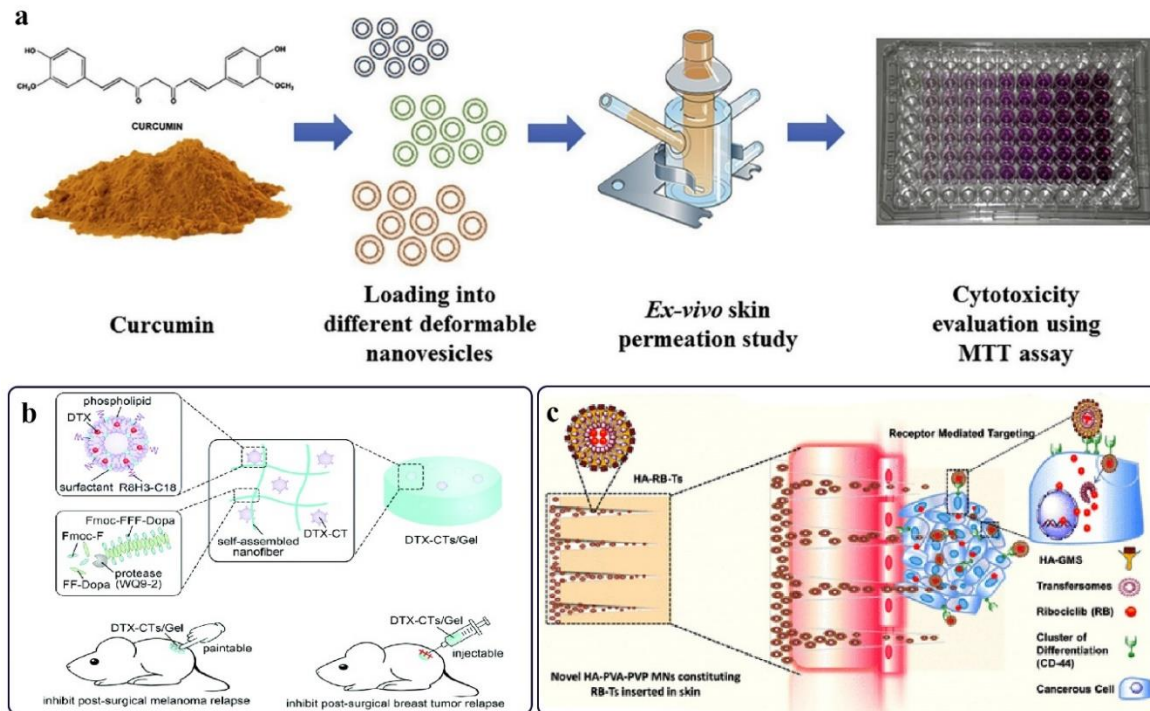 a
HO
OCH₃
O
O
OH
OCH₃
CURCUMIN
Curcumin
Loading into
different deformable
nanovesicles
Ex-vivo skin
permeation study
Cytotoxicity
evaluation using
MTT assay
b
phospholipid
DTX
surfactant R8H3-C18
Fmoc-FFF-Dopa
Fmoc-F
FF-Dopa
protease
(WQ9-2)
self-assembled
nanofiber
DTX-CT
DTX-CTs/Gel
DTX-CTs/Gel
paintable
inhibit post-surgical melanoma relapse
DTX-CTs/Gel
injectable
inhibit post-surgical breast tumor relapse
c
HA-RB-Ts
Novel HA-PVA-PVP MNs constituting
RB-Ts inserted in skin
Receptor Mediated Targeting
HA-GMS
Transfersomes
Ribociclib (RB)
Cluster of
Differentiation
(CD-44)
Cancerous Cell